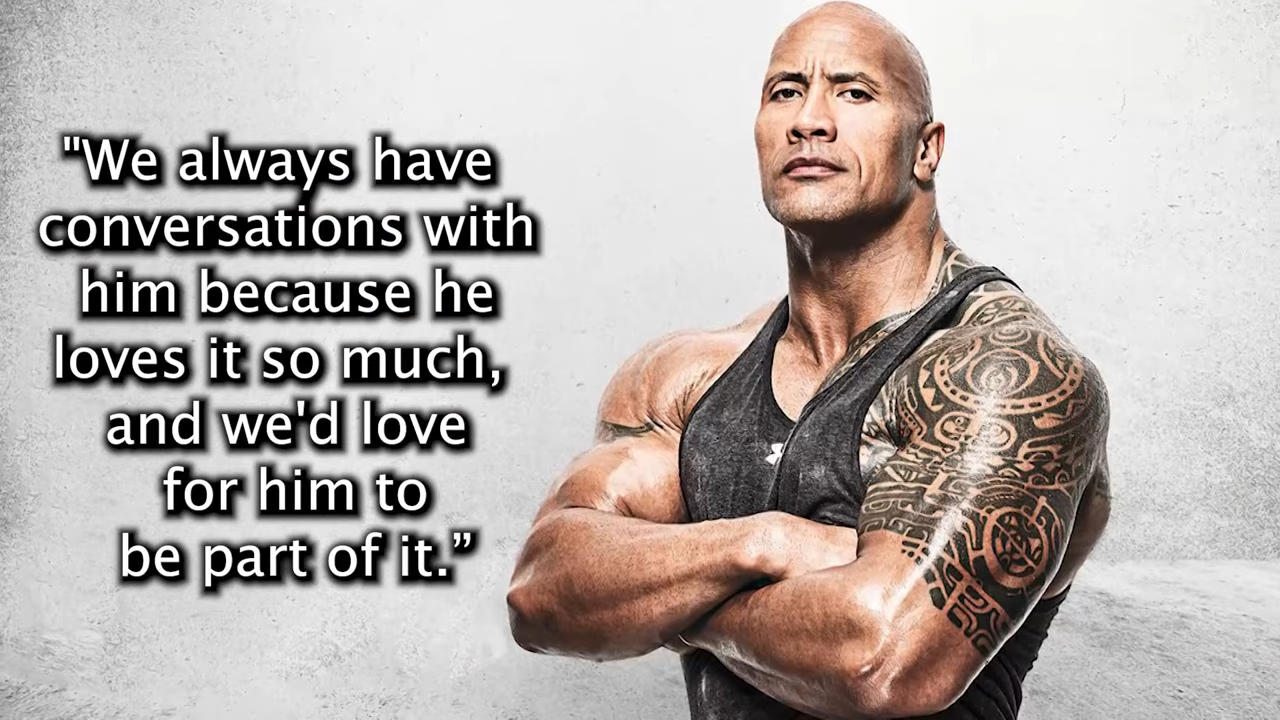 "We always have
conversations with
him because he
loves it so much,
and we'd love
for him to
be part of it.”